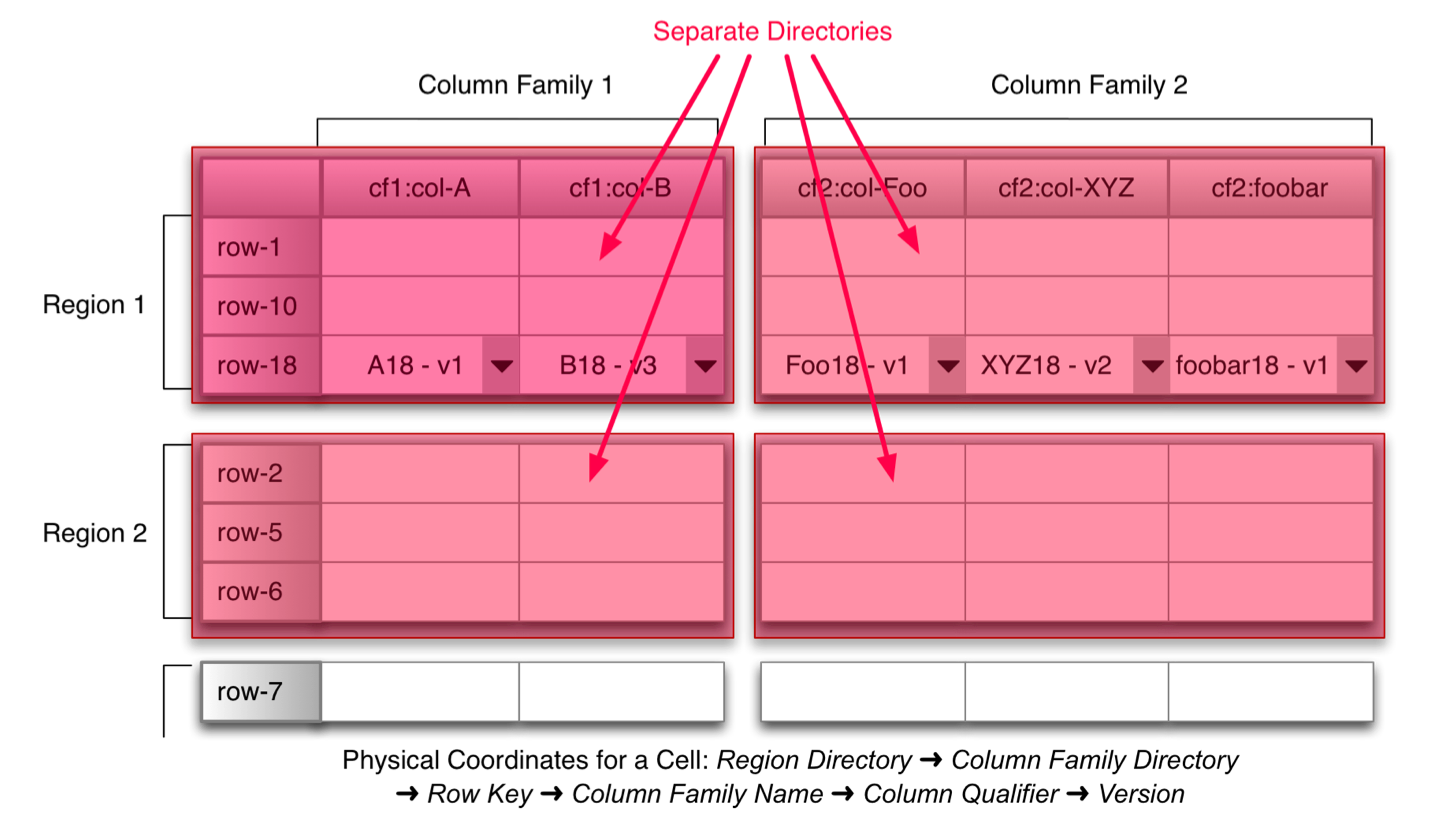 Separate Directories
Column Family 1
Column Family 2
cf1:col-A cf1:col-B cf2:col-Foo cf2:col-XYZ cf2:foobar
row-1
Region 1
row-10
row-18 A18 - v1 B18 - v3 Foo18 - v1 XYZ18 - v2 foobar18 - v1
row-2
Region 2
row-5
row-6
row-7
Physical Coordinates for a Cell: Region Directory ➜ Column Family Directory
➜ Row Key ➜ Column Family Name ➜ Column Qualifier ➜ Version